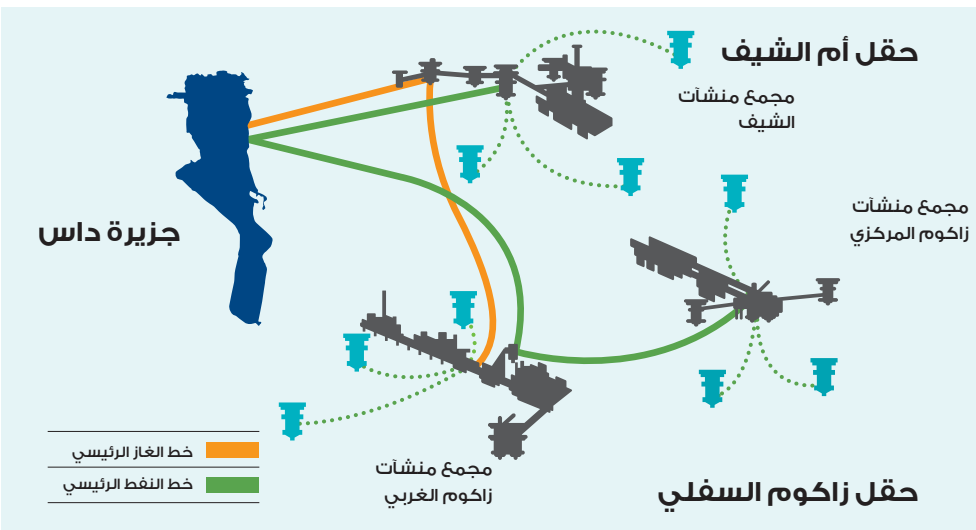 حقل أم الشيف
مجمع منشآت
الشيف
مجمع منشآت
زاكوم المركزي
جزيرة داس
خط الغاز الرئيسي
خط النفط الرئيسي
مجمع منشآت
زاكوم الغربي
حقل زاكوم السفلي